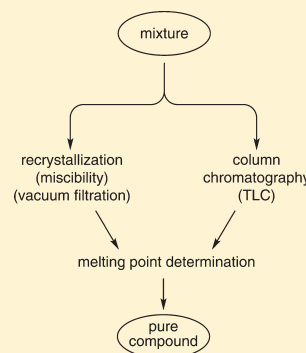 mixture
recrystallization
(miscibility)
(vacuum filtration)
column
chromatography
(TLC)
melting point determination
pure
compound